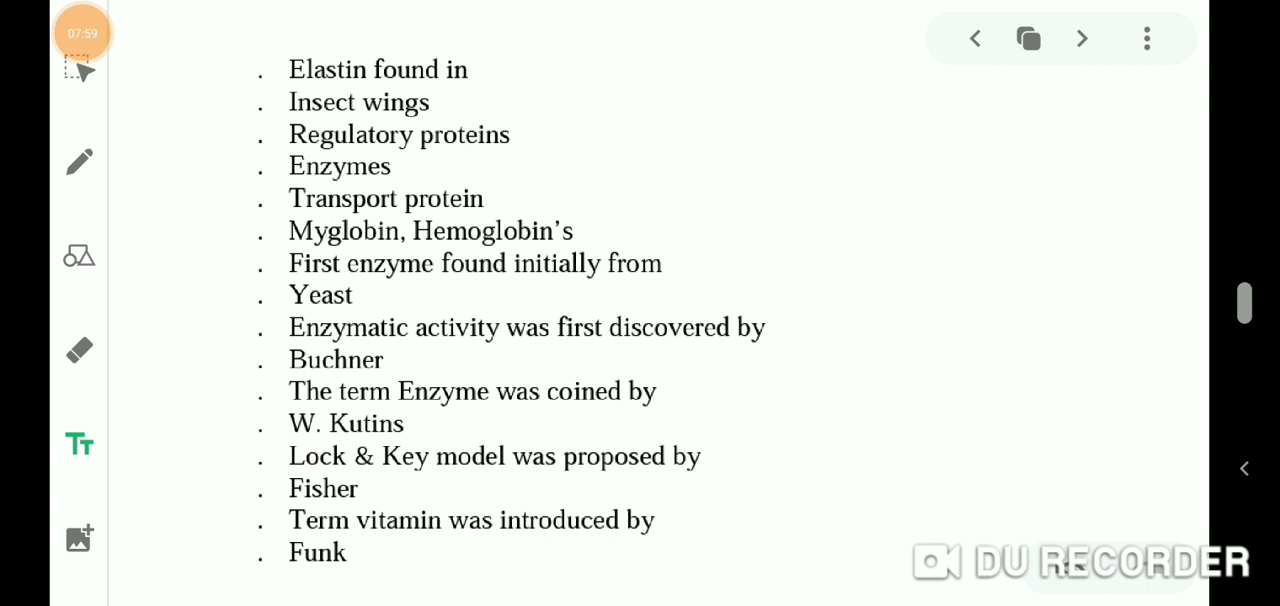 07:59
. Elastin found in
. Insect wings
. Regulatory proteins
. Enzymes
. Transport protein
. Myglobin, Hemoglobin’s
. First enzyme found initially from
. Yeast
. Enzymatic activity was first discovered by
. Buchner
. The term Enzyme was coined by
. W. Kutins
. Lock & Key model was proposed by
. Fisher
. Term vitamin was introduced by
. Funk
TT
DU RECORDER